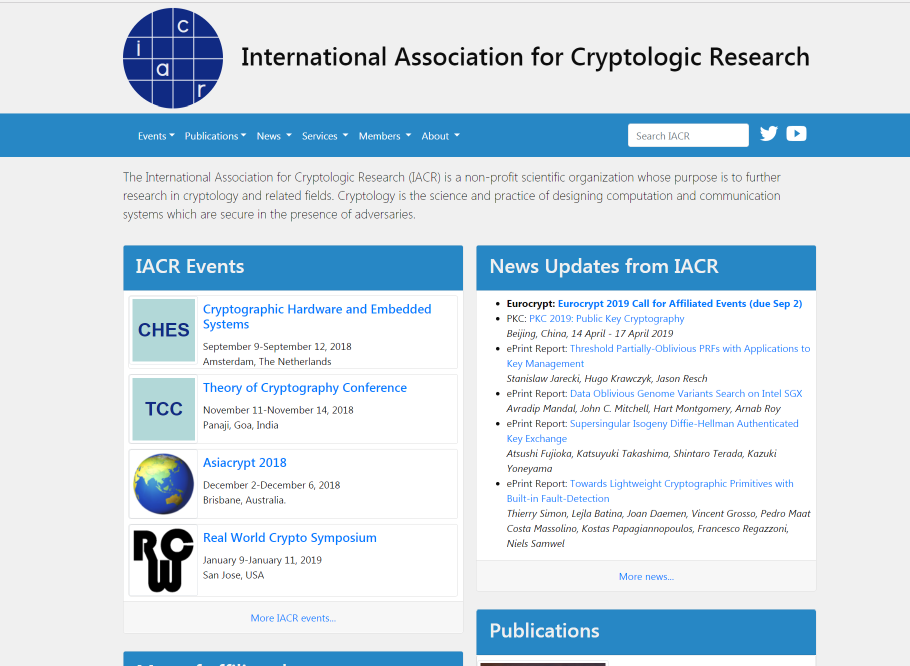 i c a r
International Association for Cryptologic Research
Events Publications News Services Members About Search IACR
The International Association for Cryptologic Research (IACR) is a non-profit scientific organization whose purpose is to further
research in cryptology and related fields. Cryptology is the science and practice of designing computation and communication
systems which are secure in the presence of adversaries.
IACR Events
CHES
Cryptographic Hardware and Embedded
Systems
September 9-September 12, 2018
Amsterdam, The Netherlands
TCC
Theory of Cryptography Conference
November 11-November 14, 2018
Panaji, Goa, India
Asiacrypt 2018
December 2-December 6, 2018
Brisbane, Australia.
RCW
Real World Crypto Symposium
January 9-January 11, 2019
San Jose, USA
More IACR events...
News Updates from IACR
• Eurocrypt: Eurocrypt 2019 Call for Affiliated Events (due Sep 2)
• PKC: PKC 2019: Public Key Cryptography
Beijing, China, 14 April - 17 April 2019
• ePrint Report: Threshold Partially-Oblivious PRFs with Applications to
Key Management
Stanislaw Jarecki, Hugo Krawczyk, Jason Resch
• ePrint Report: Data Oblivious Genome Variants Search on Intel SGX
Avradip Mandal, John C. Mitchell, Hart Montgomery, Arnab Roy
• ePrint Report: Supersingular Isogeny Diffie-Hellman Authenticated
Key Exchange
Atsushi Fujioka, Katsuyuki Takashima, Shintaro Terada, Kazuki
Yoneyama
• ePrint Report: Towards Lightweight Cryptographic Primitives with
Built-in Fault-Detection
Thierry Simon, Lejla Batina, Joan Daemen, Vincent Grosso, Pedro Maat
Costa Massolino, Kostas Papagiannopoulos, Francesco Regazzoni,
Niels Samwel
More news...
Publications